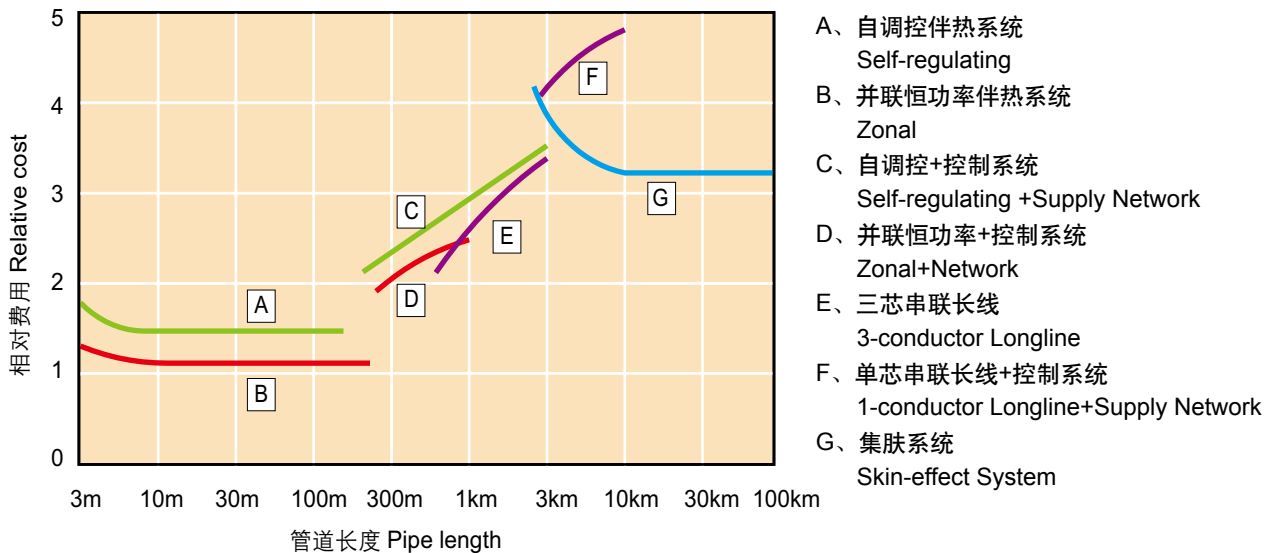 5
4
3
2
1
0
相对费用 Relative cost
A
B
C
D
E
F
G
3m 10m 30m 100m 300m 1km 3km 10km 30km 100km
管道长度 Pipe length
A、自调控伴热系统
Self-regulating
B、并联恒功率伴热系统
Zonal
C、自调控+控制系统
Self-regulating +Supply Network
D、并联恒功率+控制系统
Zonal+Network
E、三芯串联长线
3-conductor Longline
F、单芯串联长线+控制系统
1-conductor Longline+Supply Network
G、集肤系统
Skin-effect System